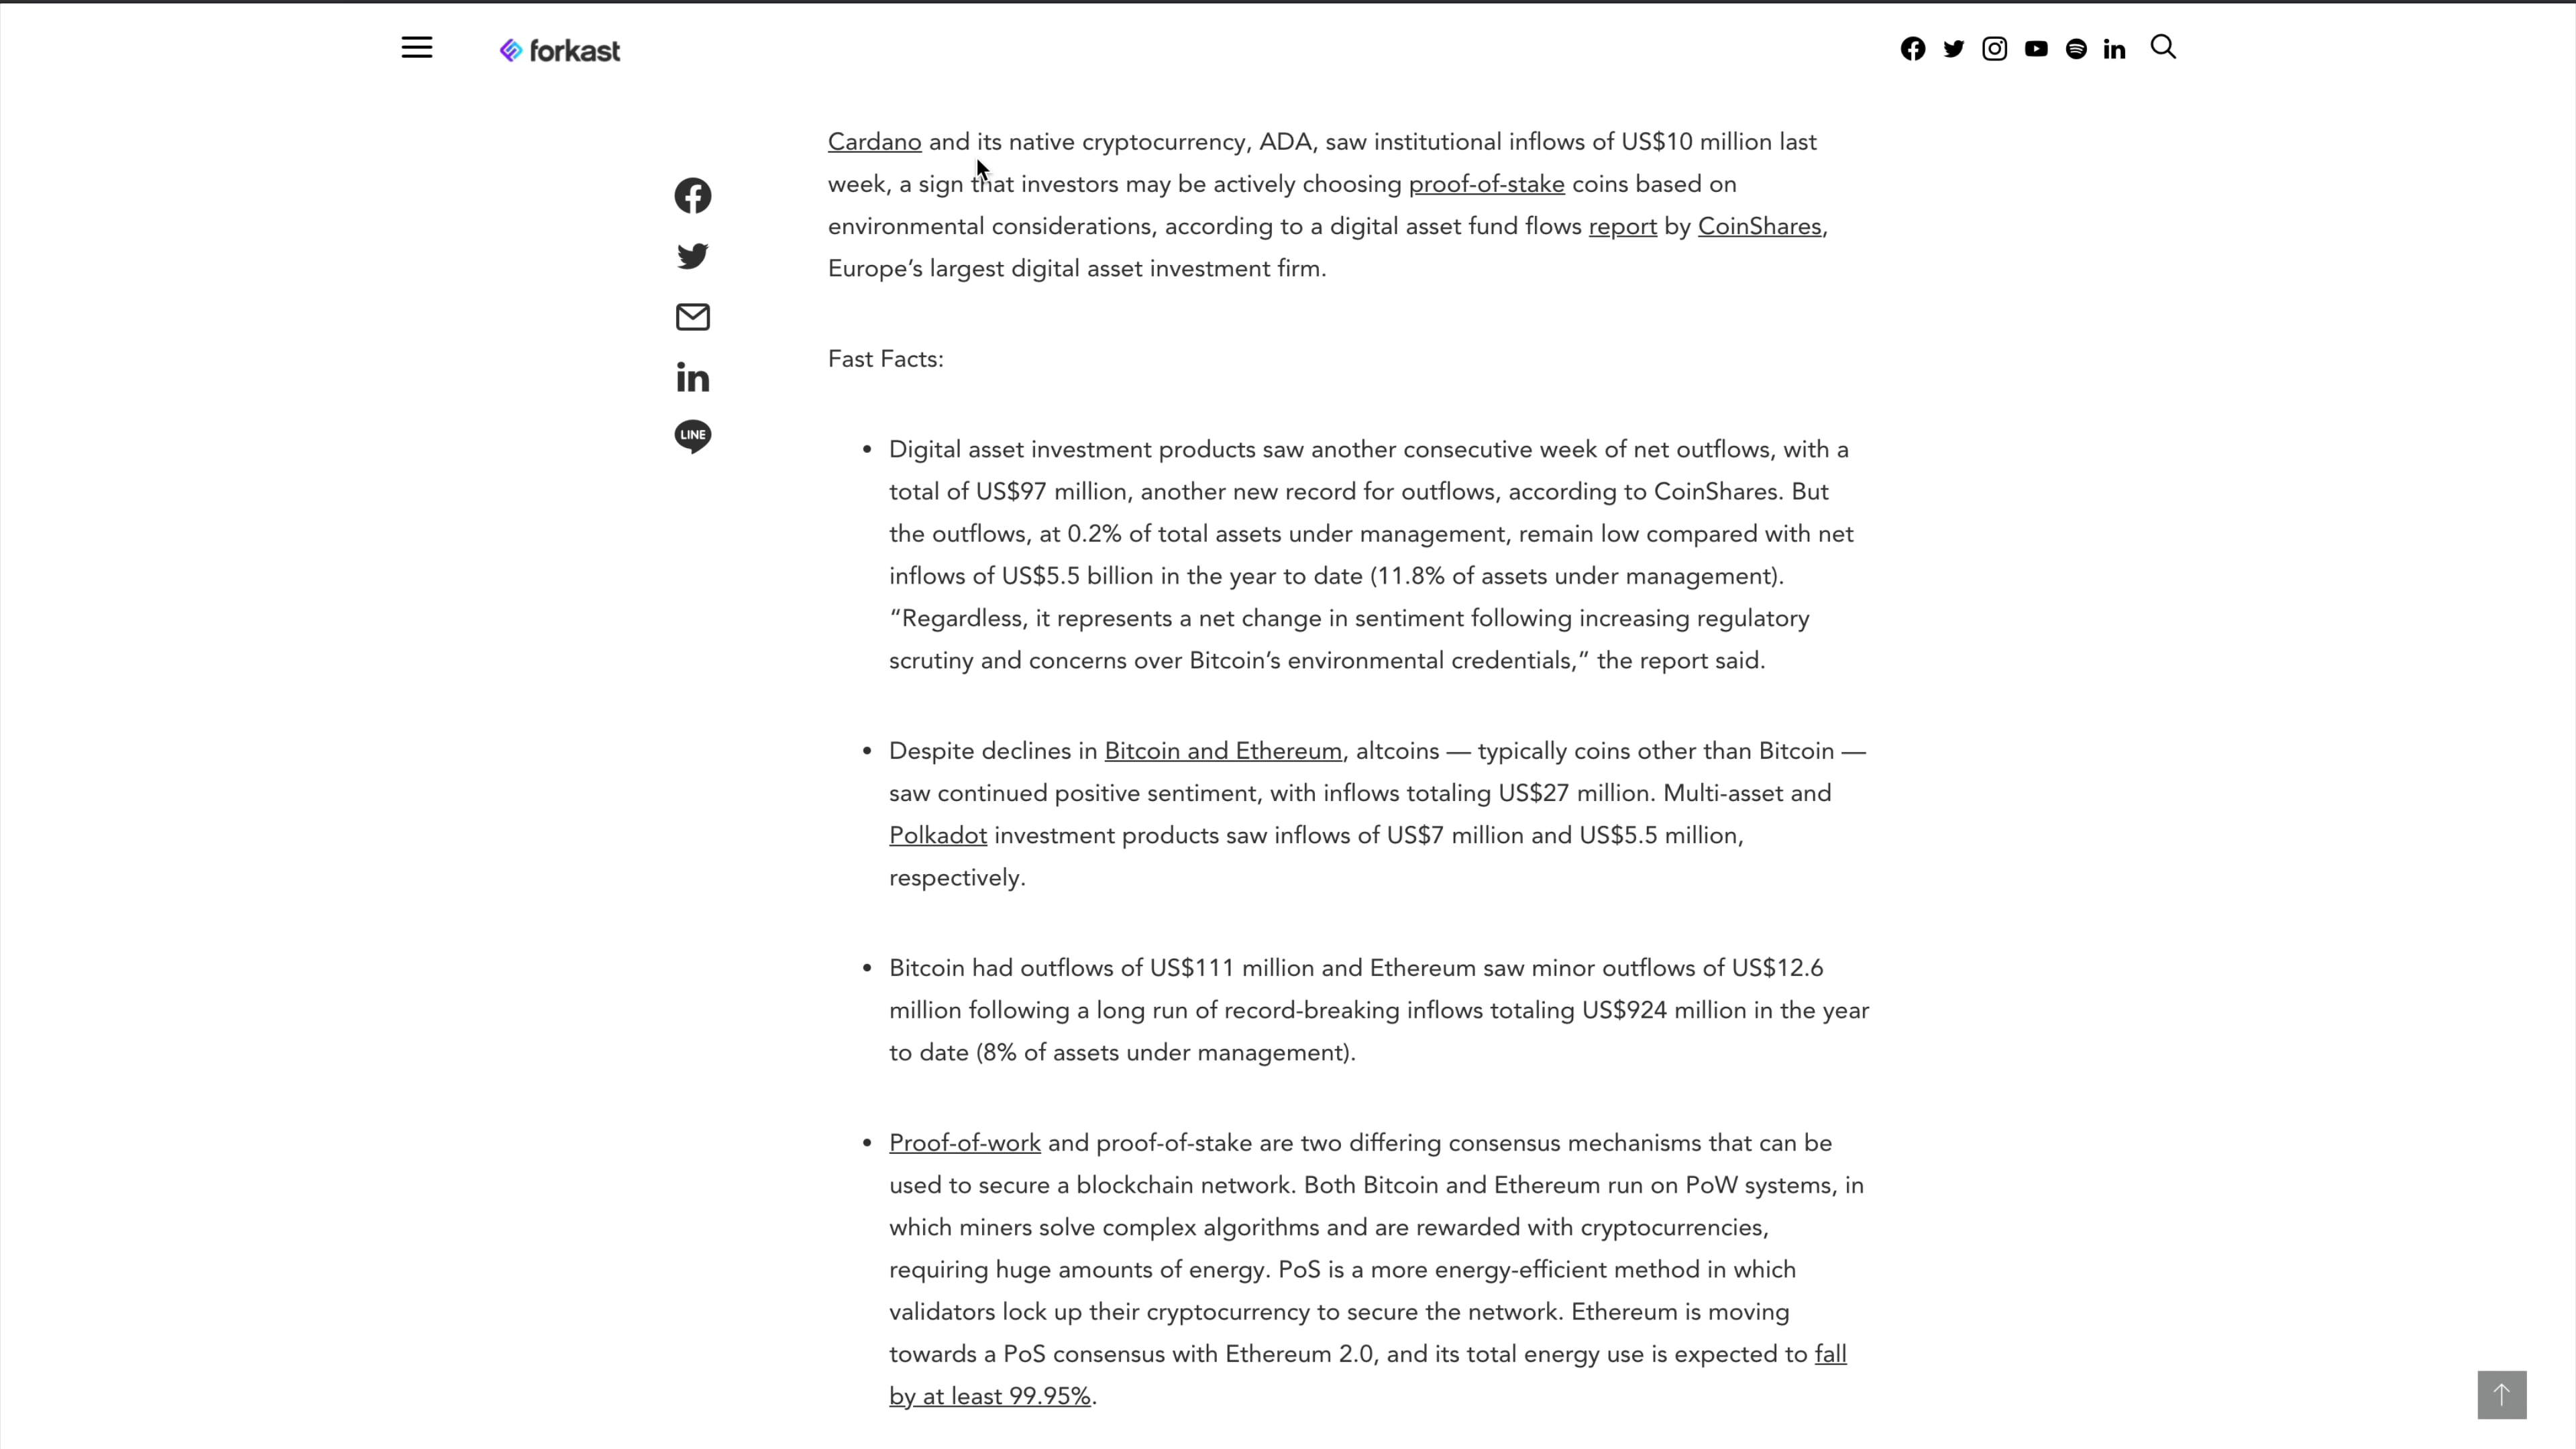 forkast
Cardano and its native cryptocurrency, ADA, saw institutional inflows of US$10 million last
week, a sign that investors may be actively choosing proof-of-stake coins based on
environmental considerations, according to a digital asset fund flows report by CoinShares,
Europe’s largest digital asset investment firm.
LINE
Fast Facts:
• Digital asset investment products saw another consecutive week of net outflows, with a
total of US$97 million, another new record for outflows, according to CoinShares. But
the outflows, at 0.2% of total assets under management, remain low compared with net
inflows of US$5.5 billion in the year to date (11.8% of assets under management).
“Regardless, it represents a net change in sentiment following increasing regulatory
scrutiny and concerns over Bitcoin’s environmental credentials,” the report said.
• Despite declines in Bitcoin and Ethereum, altcoins — typically coins other than Bitcoin —
saw continued positive sentiment, with inflows totaling US$27 million. Multi-asset and
Polkadot investment products saw inflows of US$7 million and US$5.5 million,
respectively.
• Bitcoin had outflows of US$111 million and Ethereum saw minor outflows of US$12.6
million following a long run of record-breaking inflows totaling US$924 million in the year
to date (8% of assets under management).
• Proof-of-work and proof-of-stake are two differing consensus mechanisms that can be
used to secure a blockchain network. Both Bitcoin and Ethereum run on PoW systems, in
which miners solve complex algorithms and are rewarded with cryptocurrencies,
requiring huge amounts of energy. PoS is a more energy-efficient method in which
validators lock up their cryptocurrency to secure the network. Ethereum is moving
towards a PoS consensus with Ethereum 2.0, and its total energy use is expected to fall
by at least 99.95%.